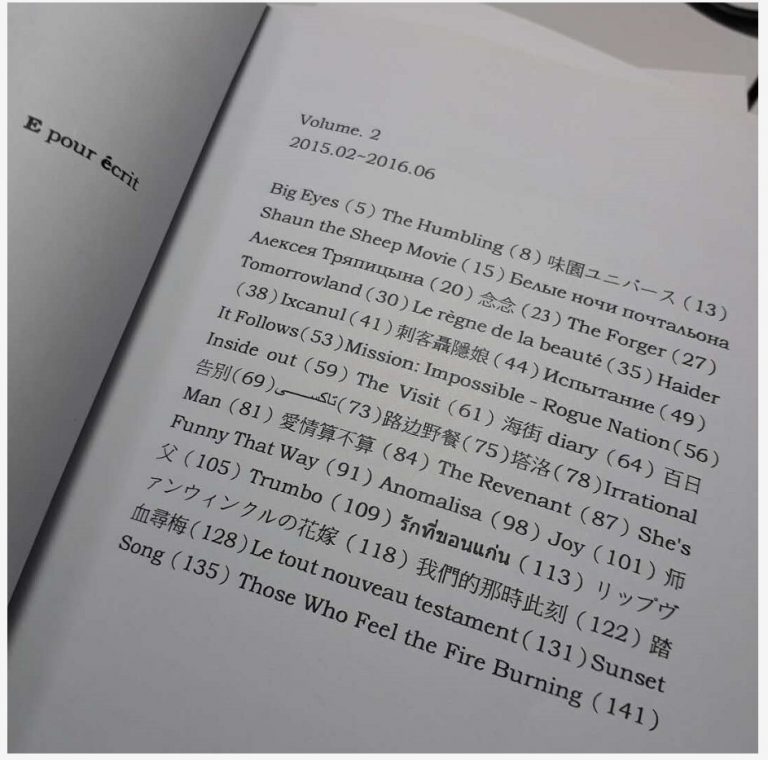 E pour écrit
Volume. 2
2015.02~2016.06
Big Eyes (5) The Humbling (8) 味園ユニバース (13)
Shaun the Sheep Movie (15) Белые ночи почтальона
Алексея Тряпицына (20) 念念 (23) The Forger (27)
Tomorrowland (30) Le règne de la beauté (35) Haider
(38) Ixcanul (41) 刺客聶隱娘 (44) Испытание (49)
It Follows(53)Mission: Impossible - Rogue Nation(56)
Inside out (59) The Visit (61) 海街 diary (64) 百日
告別(69)تاکسی(73)路边野餐(75)塔洛(78)Irrational
Man (81) 愛情算不算 (84) The Revenant (87) She's
Funny That Way (91) Anomalisa (98) Joy (101) 师
父 (105) Trumbo (109) รักที่ขอนแก่น (113) リップヴ
ァンウィンクルの花嫁 (118) 我們的那時此刻 (122) 踏
血尋梅(128)Le tout nouveau testament(131)Sunset
Song (135) Those Who Feel the Fire Burning (141)